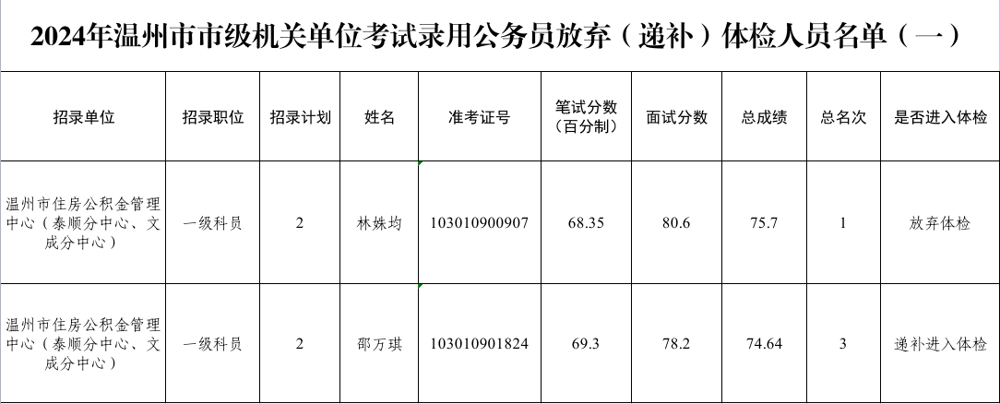 2024年温州市市级机关单位考试录用公务员放弃（递补）体检人员名单（一）
招录单位 招录职位 招录计划 姓名 准考证号 笔试分数（百分制） 面试分数 总成绩 总名次 是否进入体检
温州市住房公积金管理中心（泰顺分中心、文成分中心） 一级科员 2 林姝均 103010900907 68.35 80.6 75.7 1 放弃体检
温州市住房公积金管理中心（泰顺分中心、文成分中心） 一级科员 2 邵万琪 103010901824 69.3 78.2 74.64 3 递补进入体检